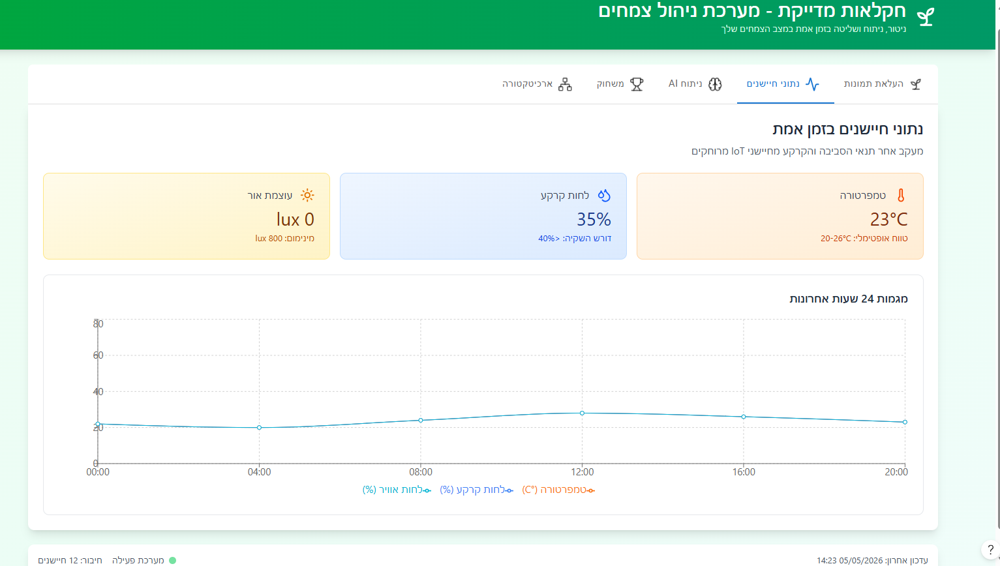 חקלאות מדייקת - מערכת ניהול צמחים
ניטור, ניתוח ושליטה בזמן אמת במצב הצמחים שלך
העלאת תמונות
נתוני חיישנים
ניתוח AI
משחוק
ארכיטקטורה
נתוני חיישנים בזמן אמת
מעקב אחר תנאי הסביבה והקרקע מחיישני IoT מרוחקים
טמפרטורה
23°C
טווח אופטימלי: 20-26°C
לחות קרקע
35%
דורש השקיה: <40%
עוצמת אור
0 lux
מינימום: 800 lux
מגמות 24 שעות אחרונות
80
60
40
20
0
00:00
04:00
08:00
12:00
16:00
20:00
טמפרטורה (°C)
לחות קרקע (%)
לחות אוויר (%)
עדכון אחרון: 05/05/2026 14:23
מערכת פעילה
חיבור: 12 חיישנים
?